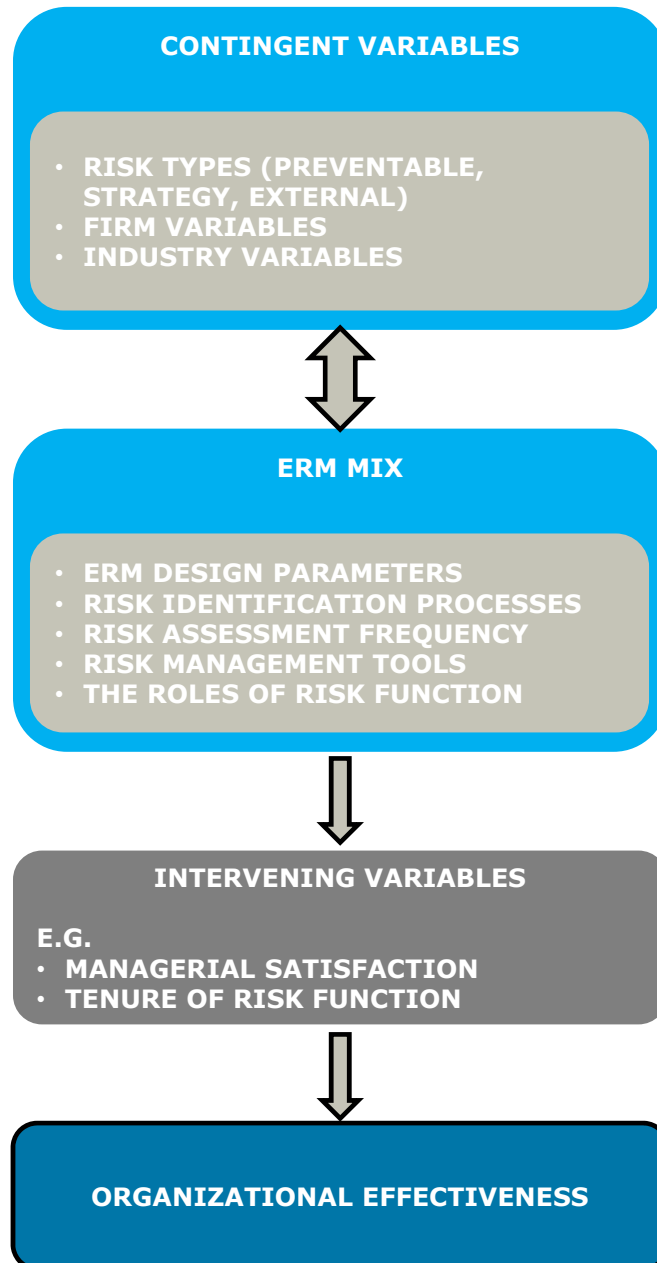 CONTINGENT VARIABLES
• RISK TYPES (PREVENTABLE,
STRATEGY, EXTERNAL)
• FIRM VARIABLES
• INDUSTRY VARIABLES
ERM MIX
• ERM DESIGN PARAMETERS
• RISK IDENTIFICATION PROCESSES
• RISK ASSESSMENT FREQUENCY
• RISK MANAGEMENT TOOLS
• THE ROLES OF RISK FUNCTION
INTERVENING VARIABLES
E.G.
• MANAGERIAL SATISFACTION
• TENURE OF RISK FUNCTION
ORGANIZATIONAL EFFECTIVENESS